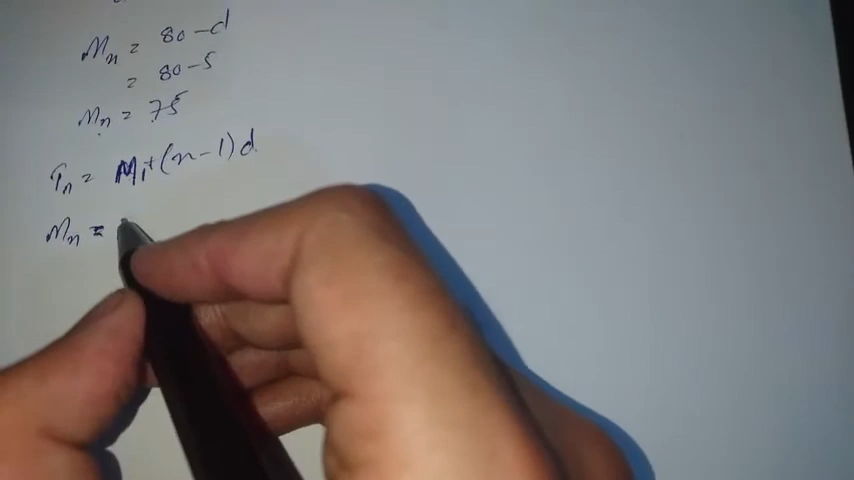 Mn = 80 - d
= 80 - 5
Mn = 75
Tn = M1 + (n - 1) d
Mn =